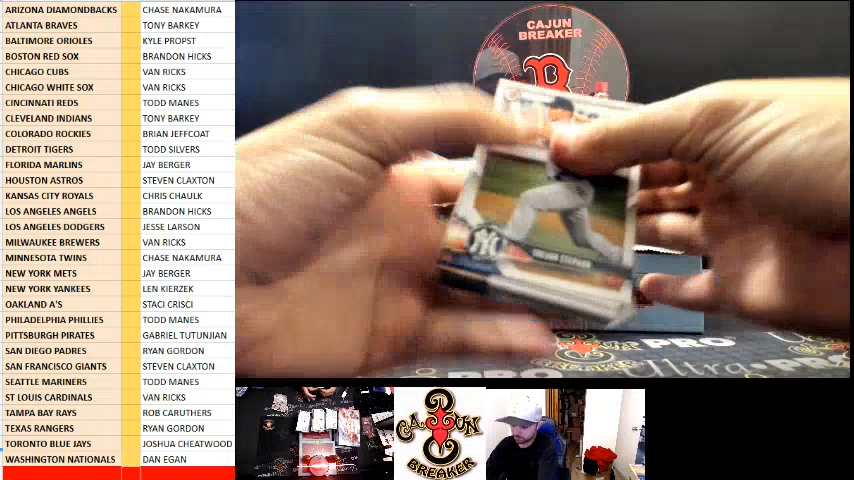 ARIZONA DIAMONDBACKS CHASE NAKAMURA
ATLANTA BRAVES TONY BARKEY
BALTIMORE ORIOLES KYLE PROPST
BOSTON RED SOX BRANDON HICKS
CHICAGO CUBS VAN RICKS
CHICAGO WHITE SOX VAN RICKS
CINCINNATI REDS TODD MANES
CLEVELAND INDIANS TONY BARKEY
COLORADO ROCKIES BRIAN JEFFCOAT
DETROIT TIGERS TODD SILVERS
FLORIDA MARLINS JAY BERGER
HOUSTON ASTROS STEVEN CLAXTON
KANSAS CITY ROYALS CHRIS CHAULK
LOS ANGELES ANGELS BRANDON HICKS
LOS ANGELES DODGERS JESSE LARSON
MILWAUKEE BREWERS VAN RICKS
MINNESOTA TWINS CHASE NAKAMURA
NEW YORK METS JAY BERGER
NEW YORK YANKEES LEN KIERZEK
OAKLAND A'S STACI CRISCI
PHILADELPHIA PHILLIES TODD MANES
PITTSBURGH PIRATES GABRIEL TUTUNJIAN
SAN DIEGO PADRES RYAN GORDON
SAN FRANCISCO GIANTS STEVEN CLAXTON
SEATTLE MARINERS TODD MANES
ST LOUIS CARDINALS VAN RICKS
TAMPA BAY RAYS ROB CARUTHERS
TEXAS RANGERS RYAN GORDON
TORONTO BLUE JAYS JOSHUA CHEATWOOD
WASHINGTON NATIONALS DAN EGAN
CAJUN
BREAKER
B
NY
PRO Ultra PRO
CAJUN
BREAKER